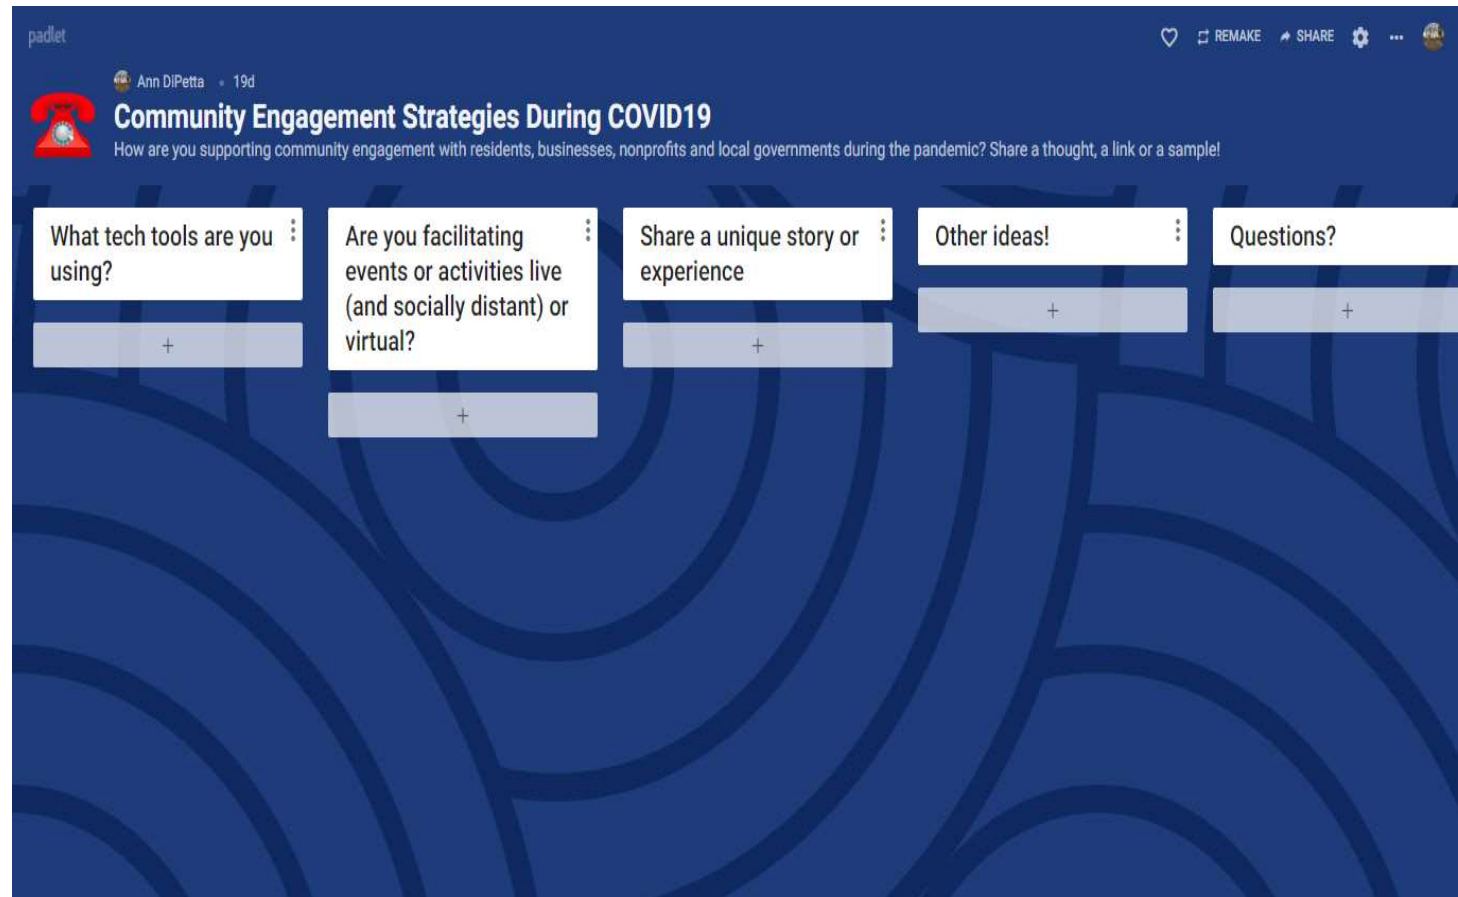 padlet
REMAKE
SHARE
Ann DiPetta • 19d
Community Engagement Strategies During COVID19
How are you supporting community engagement with residents, businesses, nonprofits and local governments during the pandemic? Share a thought, a link or a sample!
What tech tools are you
using?
+
Are you facilitating
events or activities live
(and socially distant) or
virtual?
+
Share a unique story or
experience
+
Other ideas!
+
Questions?
+